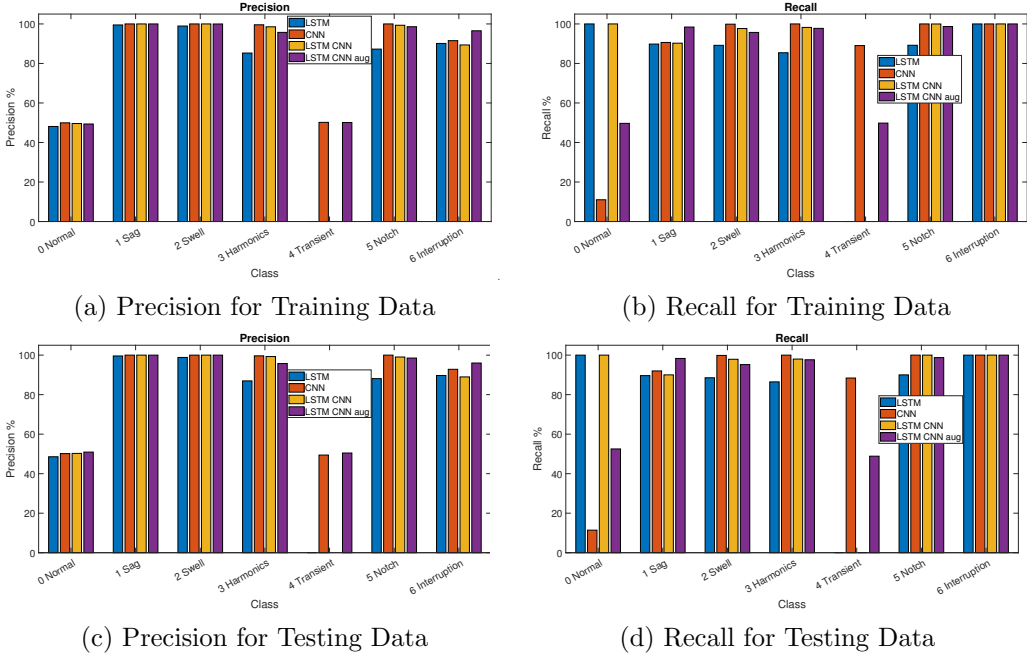 Precision
Precision %
100
80
60
40
20
0
LSTM
CNN
LSTM CNN
LSTM CNN aug
0 Normal
1 Sag
2 Swell
3 Harmonics
4 Transient
5 Notch
6 Interruption
Class
(a) Precision for Training Data
Recall
Recall %
100
80
60
40
20
0
LSTM
CNN
LSTM CNN
LSTM CNN aug
0 Normal
1 Sag
2 Swell
3 Harmonics
4 Transient
5 Notch
6 Interruption
Class
(b) Recall for Training Data
Precision
Precision %
100
80
60
40
20
0
LSTM
CNN
LSTM CNN
LSTM CNN aug
0 Normal
1 Sag
2 Swell
3 Harmonics
4 Transient
5 Notch
6 Interruption
Class
(c) Precision for Testing Data
Recall
Recall %
100
80
60
40
20
0
LSTM
CNN
LSTM CNN
LSTM CNN aug
0 Normal
1 Sag
2 Swell
3 Harmonics
4 Transient
5 Notch
6 Interruption
Class
(d) Recall for Testing Data